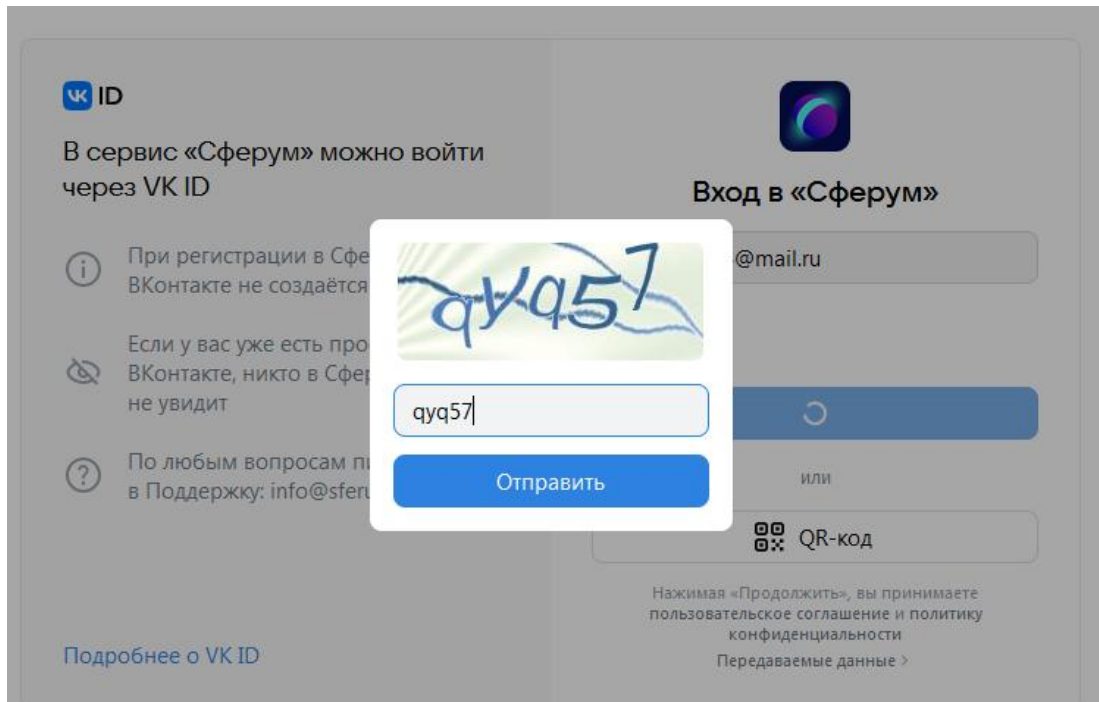 VK ID
В сервис «Сферум» можно войти
через VK ID
При регистрации в Сфе
ВКонтакте не создаётся
Если у вас уже есть про
ВКонтакте, никто в Сфер
не увидит
По любым вопросам пи
в Поддержку: info@sferu
Подробнее о VK ID
qyq57
qyq57
Отправить
Вход в «Сферум»
@mail.ru
или
QR-код
Нажимая «Продолжить», вы принимаете
пользовательское соглашение и политику
конфиденциальности
Передаваемые данные >